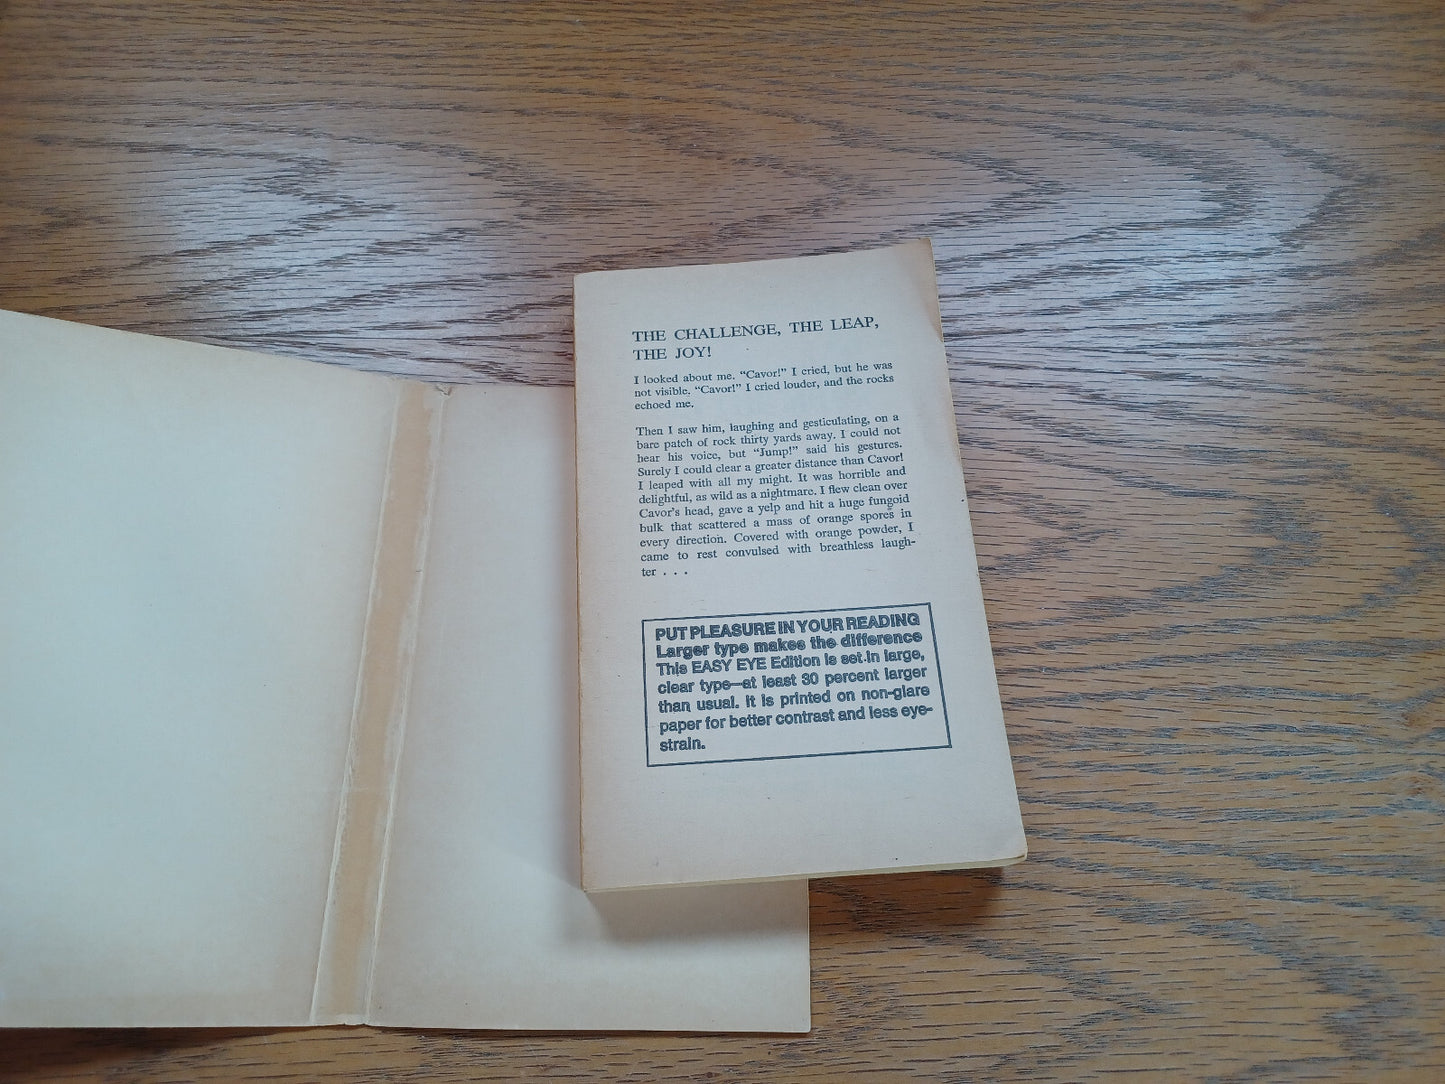 THE CHALLENGE, THE LEAP,
THE JOY!
I looked about me. “Cavor!” I cried, but he was
not visible. “Cavor!” I cried louder, and the rocks
echoed me.
Then I saw him, laughing and gesticulating, on a
bare patch of rock thirty yards away. I could not
hear his voice, but “Jump!” said his gestures.
Surely I could clear a greater distance than Cavor!
I leaped with all my might. It was horrible and
delightful, as wild as a nightmare. I flew clean over
Cavor’s head, gave a yelp and hit a huge fungoid
bulk that scattered a mass of orange spores in
every direction. Covered with orange powder, I
came to rest convulsed with breathless laugh-
ter . . .
PUT PLEASURE IN YOUR READING
Larger type makes the difference
This EASY EYE Edition is set in large,
clear type—at least 30 percent larger
than usual. It is printed on non-glare
paper for better contrast and less eye-
strain.